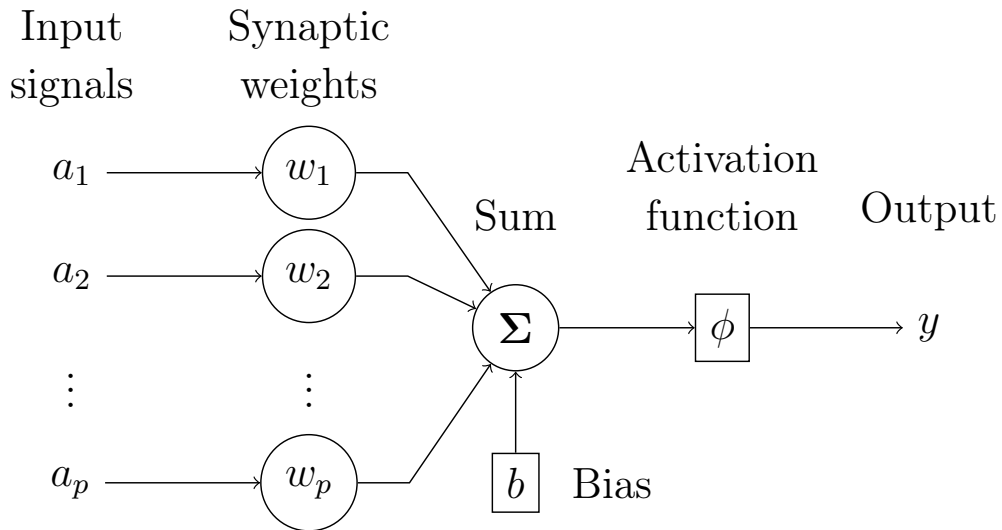 Input
signals
Synaptic
weights
Activation
function
Sum
Output
a₁
w₁
a₂
w₂
Σ
ϕ
y
⋮
⋮
aₚ
wₚ
b
Bias